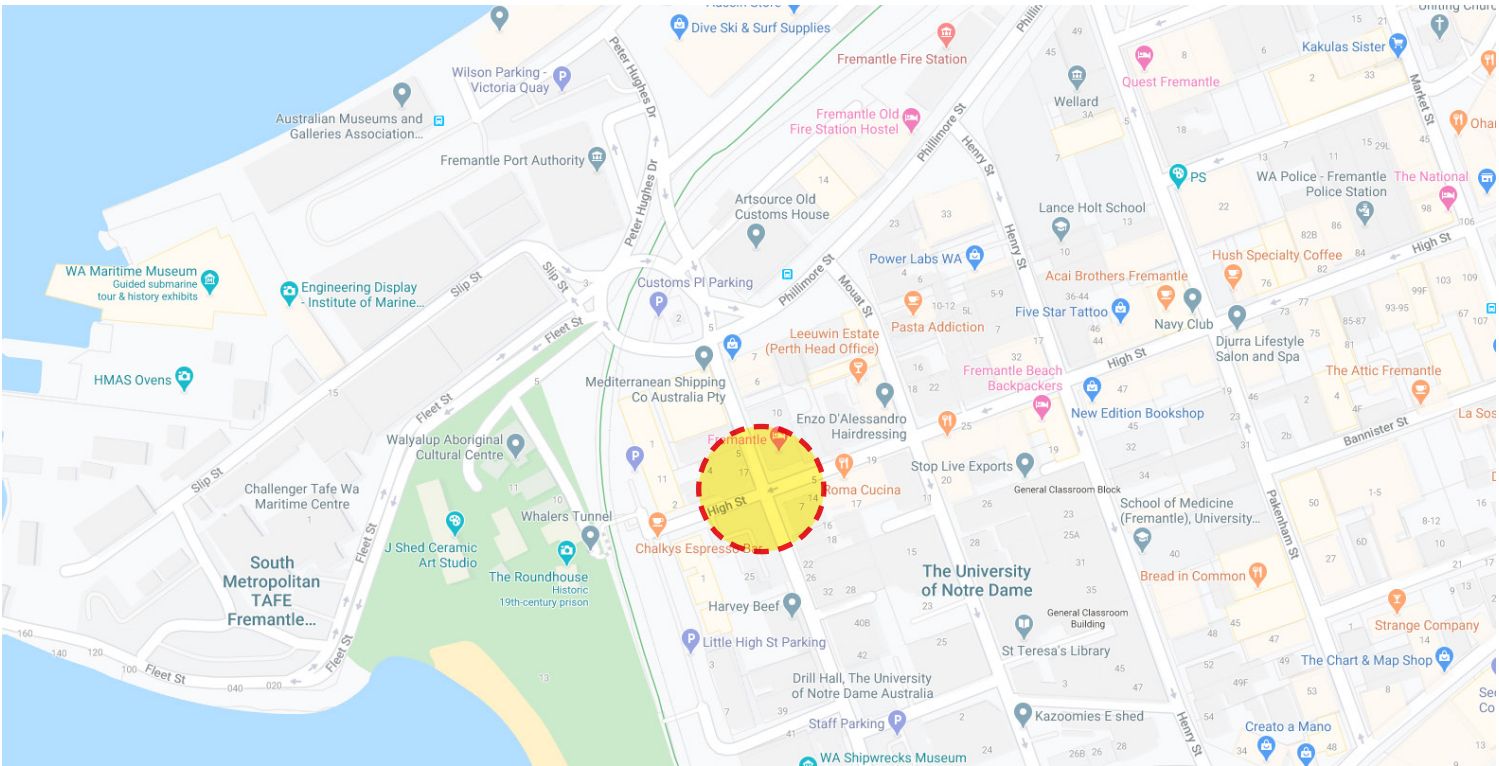 Dive Ski & Surf Supplies
Uniting Church
Kakulas Sister
Fremantle Fire Station
Peter Hughes Dr
Wilson Parking -
Victoria Quay
Quest Fremantle
Wellard
Market St
Australian Museums and
Galleries Association...
Fremantle Old
Fire Station Hostel
Phillimore St
Henry St
Fremantle Port Authority
PS
WA Police - Fremantle
Police Station
The National
Peter Hughes Dr
Artsource Old
Customs House
Lance Holt School
High St
Henry St
Power Labs WA
Hush Specialty Coffee
WA Maritime Museum
Guided submarine
tour & history exhibits
Engineering Display
- Institute of Marine...
Slip St
Slip St
Customs Pl Parking
Phillimore St
Mouat St
Acai Brothers Fremantle
Pasta Addiction
Five Star Tattoo
Navy Club
Fleet St
Leeuwin Estate
(Perth Head Office)
Djurra Lifestyle
Salon and Spa
High St
HMAS Ovens
Mediterranean Shipping
Co Australia Pty
Fremantle Beach
Backpackers
The Attic Fremantle
Fleet St
Enzo D'Alessandro
Hairdressing
New Edition Bookshop
Bannister St
Walyalup Aboriginal
Cultural Centre
Fremantle
Stop Live Exports
Slip St
Challenger Tafe Wa
Maritime Centre
Roma Cucina
General Classroom Block
High St
School of Medicine
(Fremantle), University...
Pakenham St
Whalers Tunnel
Fleet St
J Shed Ceramic
Art Studio
Chalkys Espresso Bar
The Roundhouse
Historic
19th-century prison
South
Metropolitan
TAFE
Fremantle...
The University
of Notre Dame
Bread in Common
Harvey Beef
General Classroom
Building
Strange Company
Little High St Parking
St Teresa's Library
The Chart & Map Shop
Fleet St
Fleet St
Drill Hall, The University
of Notre Dame Australia
Staff Parking
Kazoomies E shed
Henry St
Creato a Mano
WA Shipwrecks Museum